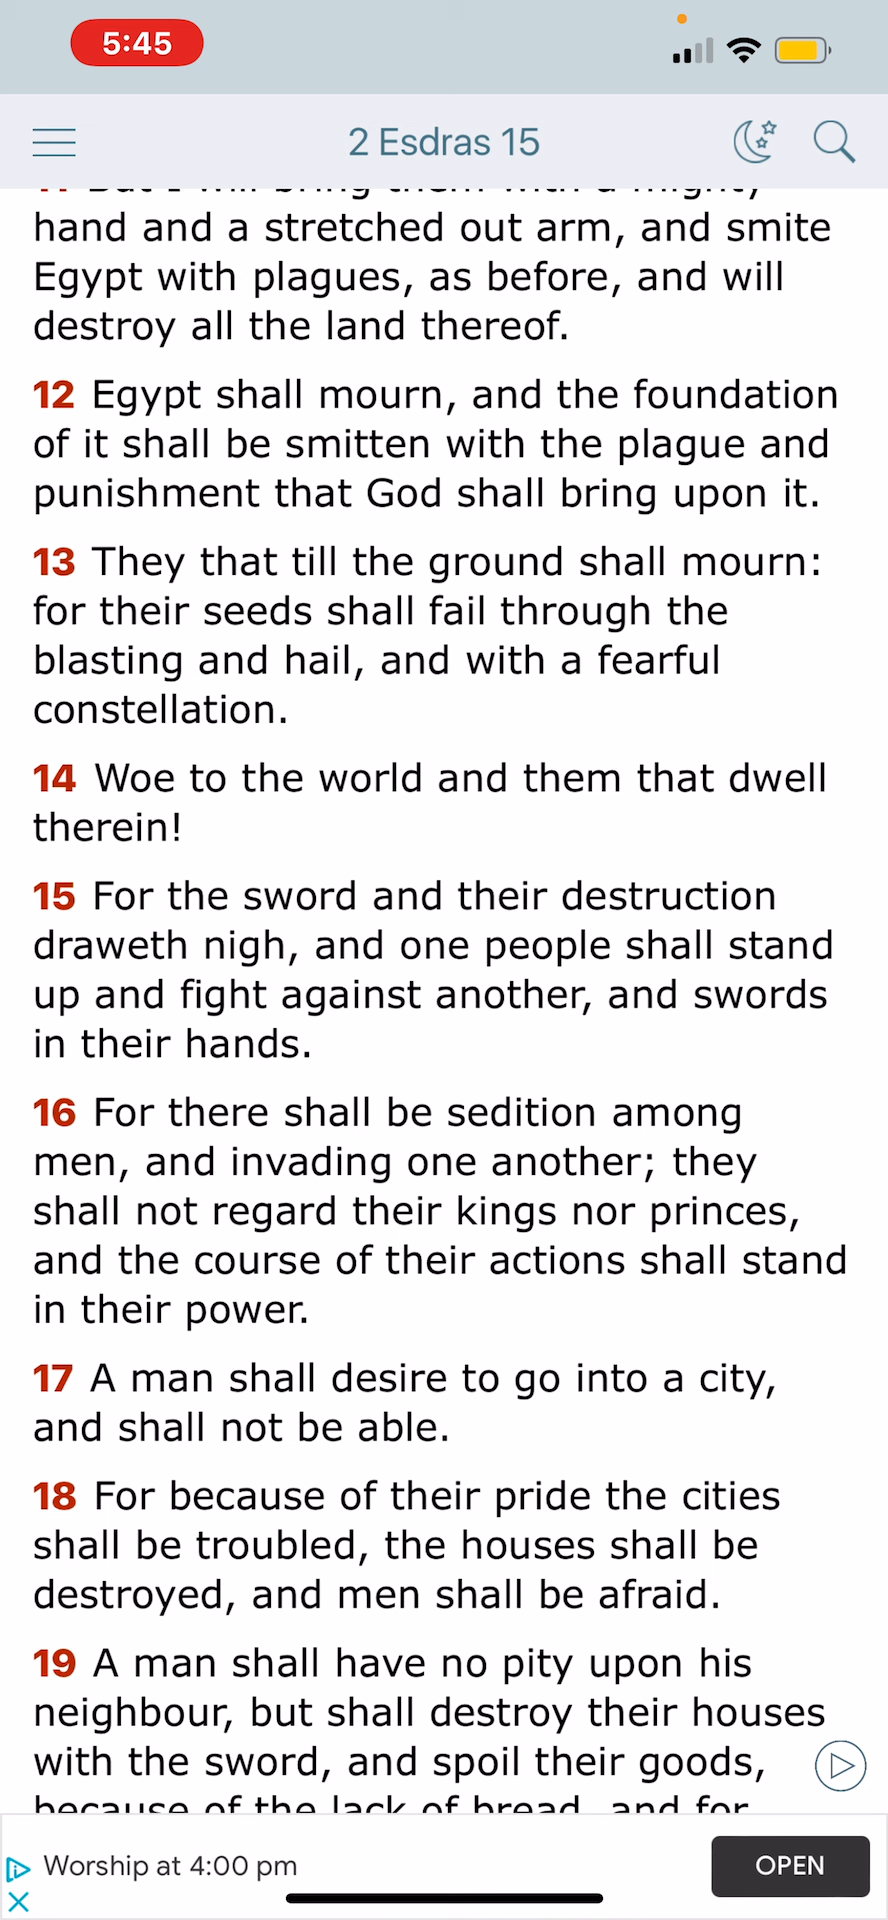 5:45
2 Esdras 15
hand and a stretched out arm, and smite
Egypt with plagues, as before, and will
destroy all the land thereof.
12 Egypt shall mourn, and the foundation
of it shall be smitten with the plague and
punishment that God shall bring upon it.
13 They that till the ground shall mourn:
for their seeds shall fail through the
blasting and hail, and with a fearful
constellation.
14 Woe to the world and them that dwell
therein!
15 For the sword and their destruction
draweth nigh, and one people shall stand
up and fight against another, and swords
in their hands.
16 For there shall be sedition among
men, and invading one another; they
shall not regard their kings nor princes,
and the course of their actions shall stand
in their power.
17 A man shall desire to go into a city,
and shall not be able.
18 For because of their pride the cities
shall be troubled, the houses shall be
destroyed, and men shall be afraid.
19 A man shall have no pity upon his
neighbour, but shall destroy their houses
with the sword, and spoil their goods,
because of the lack of bread, and for
Worship at 4:00 pm
OPEN